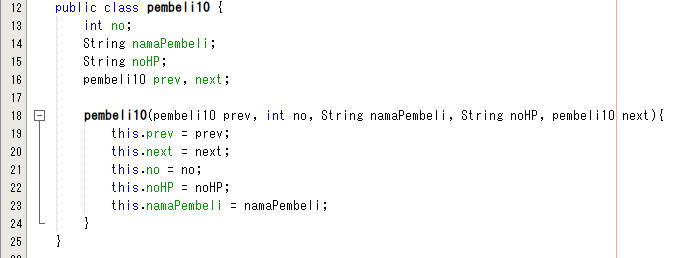 12 public class pembeli10 {
13 int no;
14 String namaPembeli;
15 String noHP;
16 pembeli10 prev, next;
17
18 pembeli10(pembeli10 prev, int no, String namaPembeli, String noHP, pembeli10 next){
19 this.prev = prev;
20 this.next = next;
21 this.no = no;
22 this.noHP = noHP;
23 this.namaPembeli = namaPembeli;
24 }
25 }